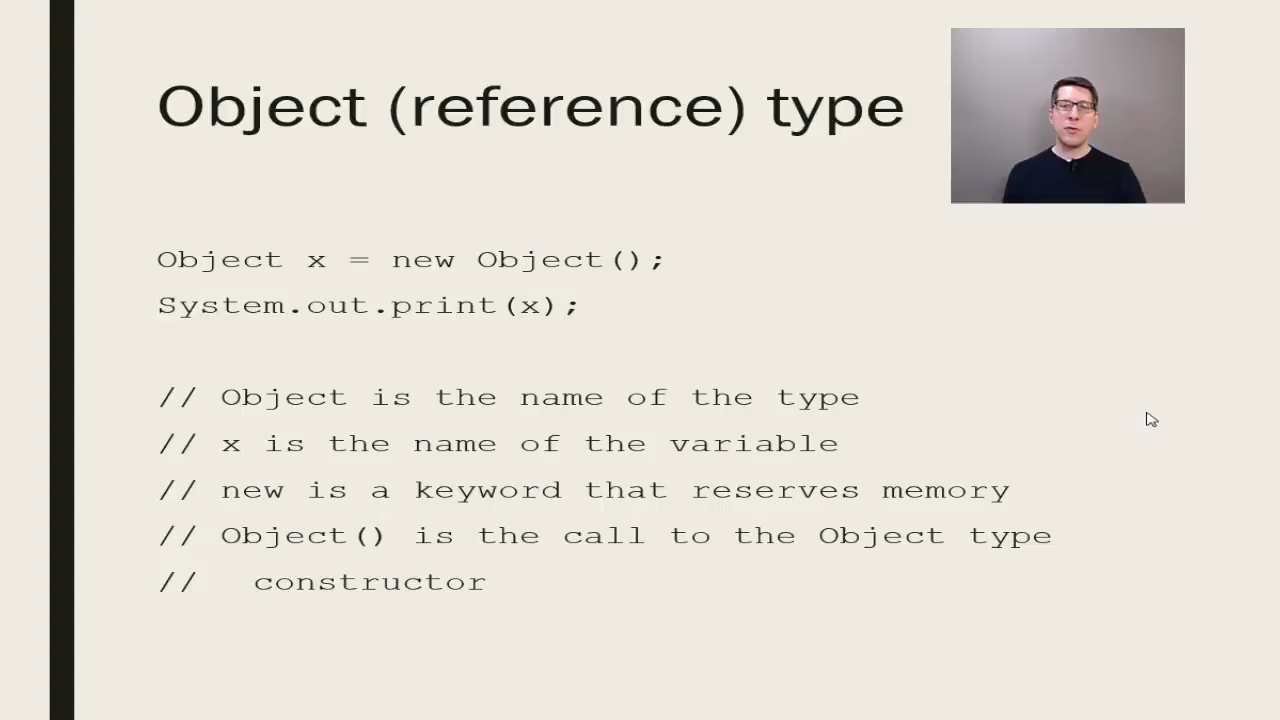 Object (reference) type
Object x = new Object();
System.out.print(x);
// Object is the name of the type
// x is the name of the variable
// new is a keyword that reserves memory
// Object() is the call to the Object type
//   constructor